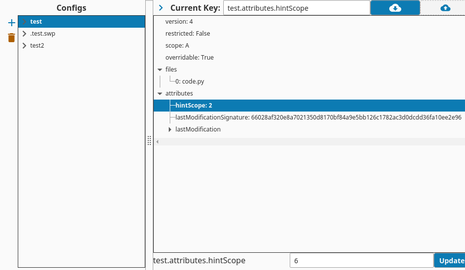 Configs
test
.test.swp
test2
Current Key: test.attributes.hintScope
version: 4
restricted: False
scope: A
overridable: True
files
0: code.py
attributes
hintScope: 2
lastModificationSignature: 66028af320e8a7021350d8170bf84a9e5bb126c1782ac3d0dcdd36fa10ee2e96
lastModification
test.attributes.hintScope 6 Update